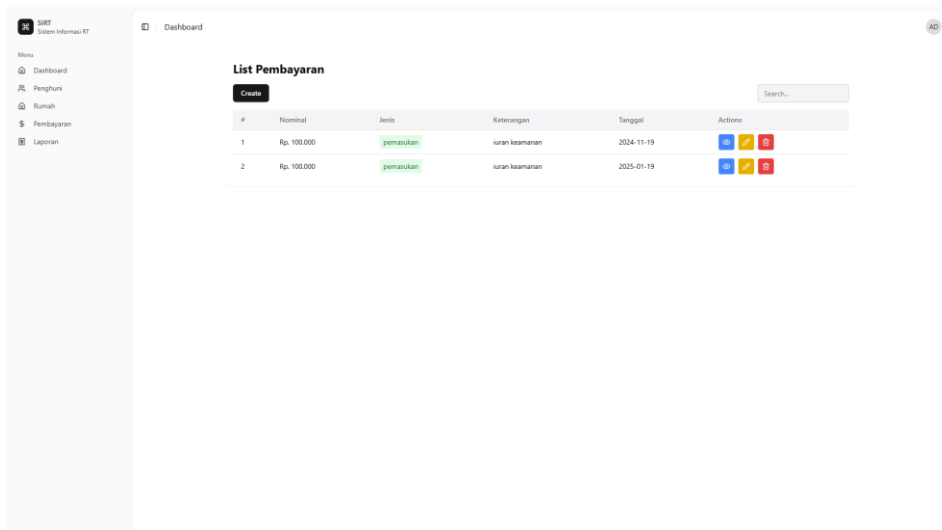 SIRT
Sistem Informasi RT
Dashboard
AD
Menu
Dashboard
Penghuni
Rumah
Pembayaran
Laporan
List Pembayaran
Create
Search...
# Nominal Jenis Keterangan Tanggal Actions
1 Rp. 100.000 pemasukan iuran keamanan 2024-11-19
2 Rp. 100.000 pemasukan iuran keamanan 2025-01-19